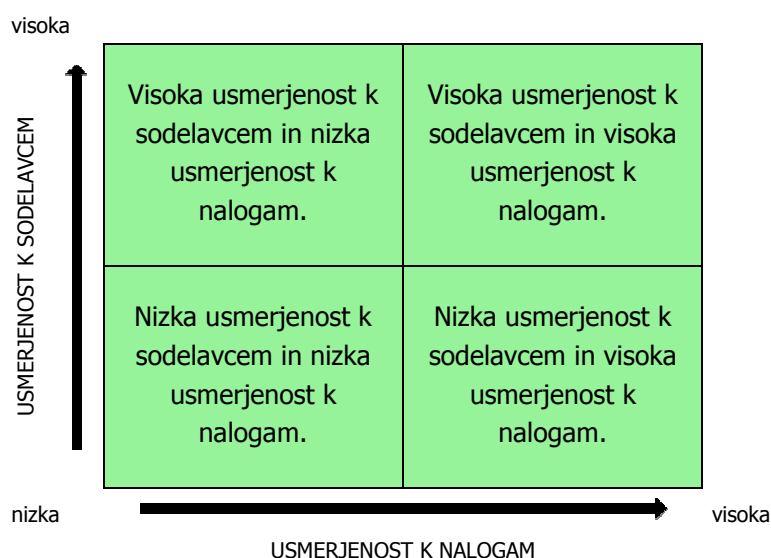 visoka
Visoka usmerjenost k
sodelavcem in nizka
usmerjenost k
nalogam.
Visoka usmerjenost k
sodelavcem in visoka
usmerjenost k
nalogam.
USMERJENOST K SODELAVCEM
Nizka usmerjenost k
sodelavcem in nizka
usmerjenost k
nalogam.
Nizka usmerjenost k
sodelavcem in visoka
usmerjenost k
nalogam.
nizka
visoka
USMERJENOST K NALOGAM